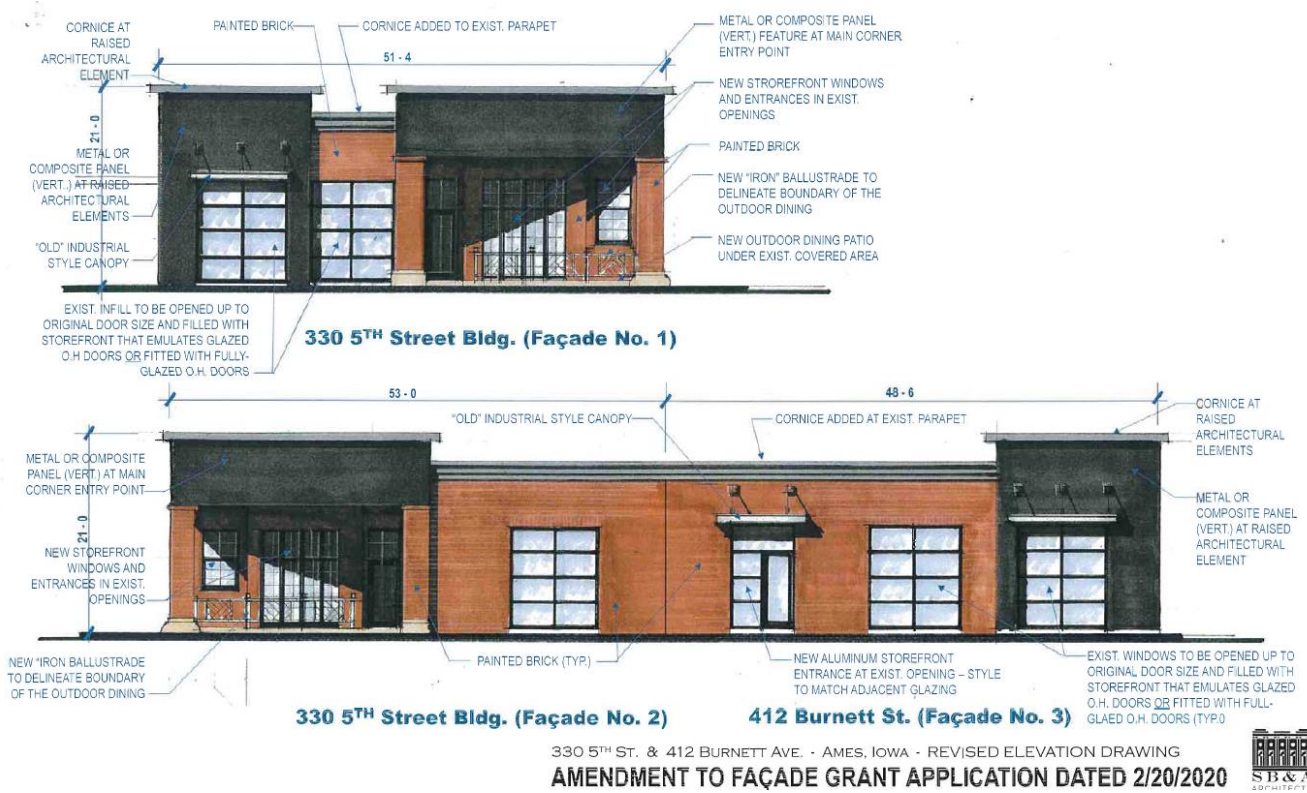 CORNICE AT
RAISED
ARCHITECTURAL
ELEMENT
PAINTED BRICK
CORNICE ADDED TO EXIST. PARAPET
METAL OR COMPOSITE PANEL
(VERT.) FEATURE AT MAIN CORNER
ENTRY POINT
51 - 4
NEW STROREFRONT WINDOWS
AND ENTRANCES IN EXIST.
OPENINGS
21 - 0
METAL OR
COMPOSITE PANEL
(VERT..) AT RAISED
ARCHITECTURAL
ELEMENTS
PAINTED BRICK
NEW "IRON" BALLUSTRADE TO
DELINEATE BOUNDARY OF THE
OUTDOOR DINING
"OLD" INDUSTRIAL
STYLE CANOPY
NEW OUTDOOR DINING PATIO
UNDER EXIST. COVERED AREA
EXIST. INFILL TO BE OPENED UP TO
ORIGINAL DOOR SIZE AND FILLED WITH
STOREFRONT THAT EMULATES GLAZED
O.H DOORS OR FITTED WITH FULLY-
GLAZED O.H. DOORS
330 5TH Street Bldg. (Façade No. 1)
53 - 0
48 - 6
"OLD" INDUSTRIAL STYLE CANOPY
CORNICE ADDED AT EXIST. PARAPET
CORNICE AT
RAISED
ARCHITECTURAL
ELEMENTS
METAL OR COMPOSITE
PANEL (VERT.) AT MAIN
CORNER ENTRY POINT
21 - 0
METAL OR
COMPOSITE PANEL
(VERT.) AT RAISED
ARCHITECTURAL
ELEMENT
NEW STOREFRONT
WINDOWS AND
ENTRANCES IN EXIST.
OPENINGS
NEW "IRON BALLUSTRADE
TO DELINEATE BOUNDARY
OF THE OUTDOOR DINING
PAINTED BRICK (TYP.)
NEW ALUMINUM STOREFRONT
ENTRANCE AT EXIST. OPENING – STYLE
TO MATCH ADJACENT GLAZING
EXIST. WINDOWS TO BE OPENED UP TO
ORIGINAL DOOR SIZE AND FILLED WITH
STOREFRONT THAT EMULATES GLAZED
O.H. DOORS OR FITTED WITH FULL-
GLAED O.H. DOORS (TYP.0
330 5TH Street Bldg. (Façade No. 2)
412 Burnett St. (Façade No. 3)
330 5TH ST. & 412 BURNETT AVE. - AMES, IOWA - REVISED ELEVATION DRAWING
AMENDMENT TO FAÇADE GRANT APPLICATION DATED 2/20/2020
SB&A